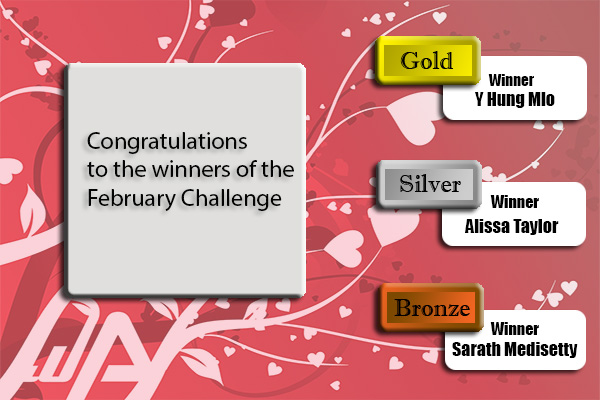 Congratulations
to the winners of the
February Challenge
Gold
Winner
Y Hung Mlo
Silver
Winner
Alissa Taylor
Bronze
Winner
Sarath Medisetty